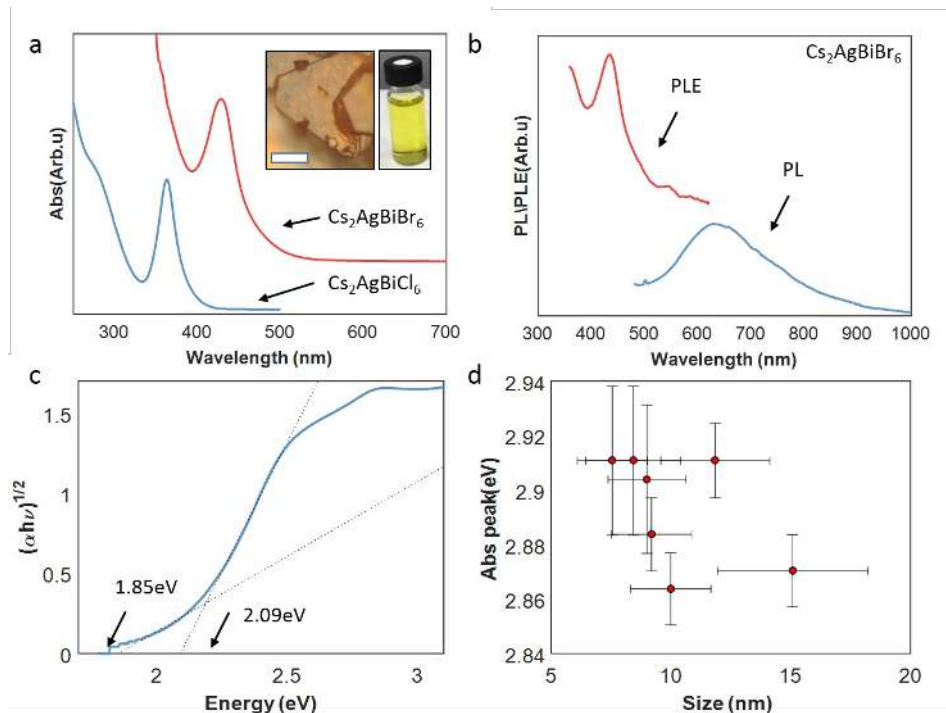 a
Abs(Arb.u)
Cs₂AgBiBr₆
Cs₂AgBiCl₆
300 400 500 600 700
Wavelength (nm)
b
Cs₂AgBiBr₆
PL\PLE(Arb.u)
PLE
PL
300 400 500 600 700 800 900 1000
Wavelength (nm)
c
(αhν)^1/2
1.5
1
0.5
0
1.85eV
2.09eV
2 2.5 3
Energy (eV)
d
Abs peak(eV)
2.94
2.92
2.9
2.88
2.86
2.84
5 10 15 20
Size (nm)